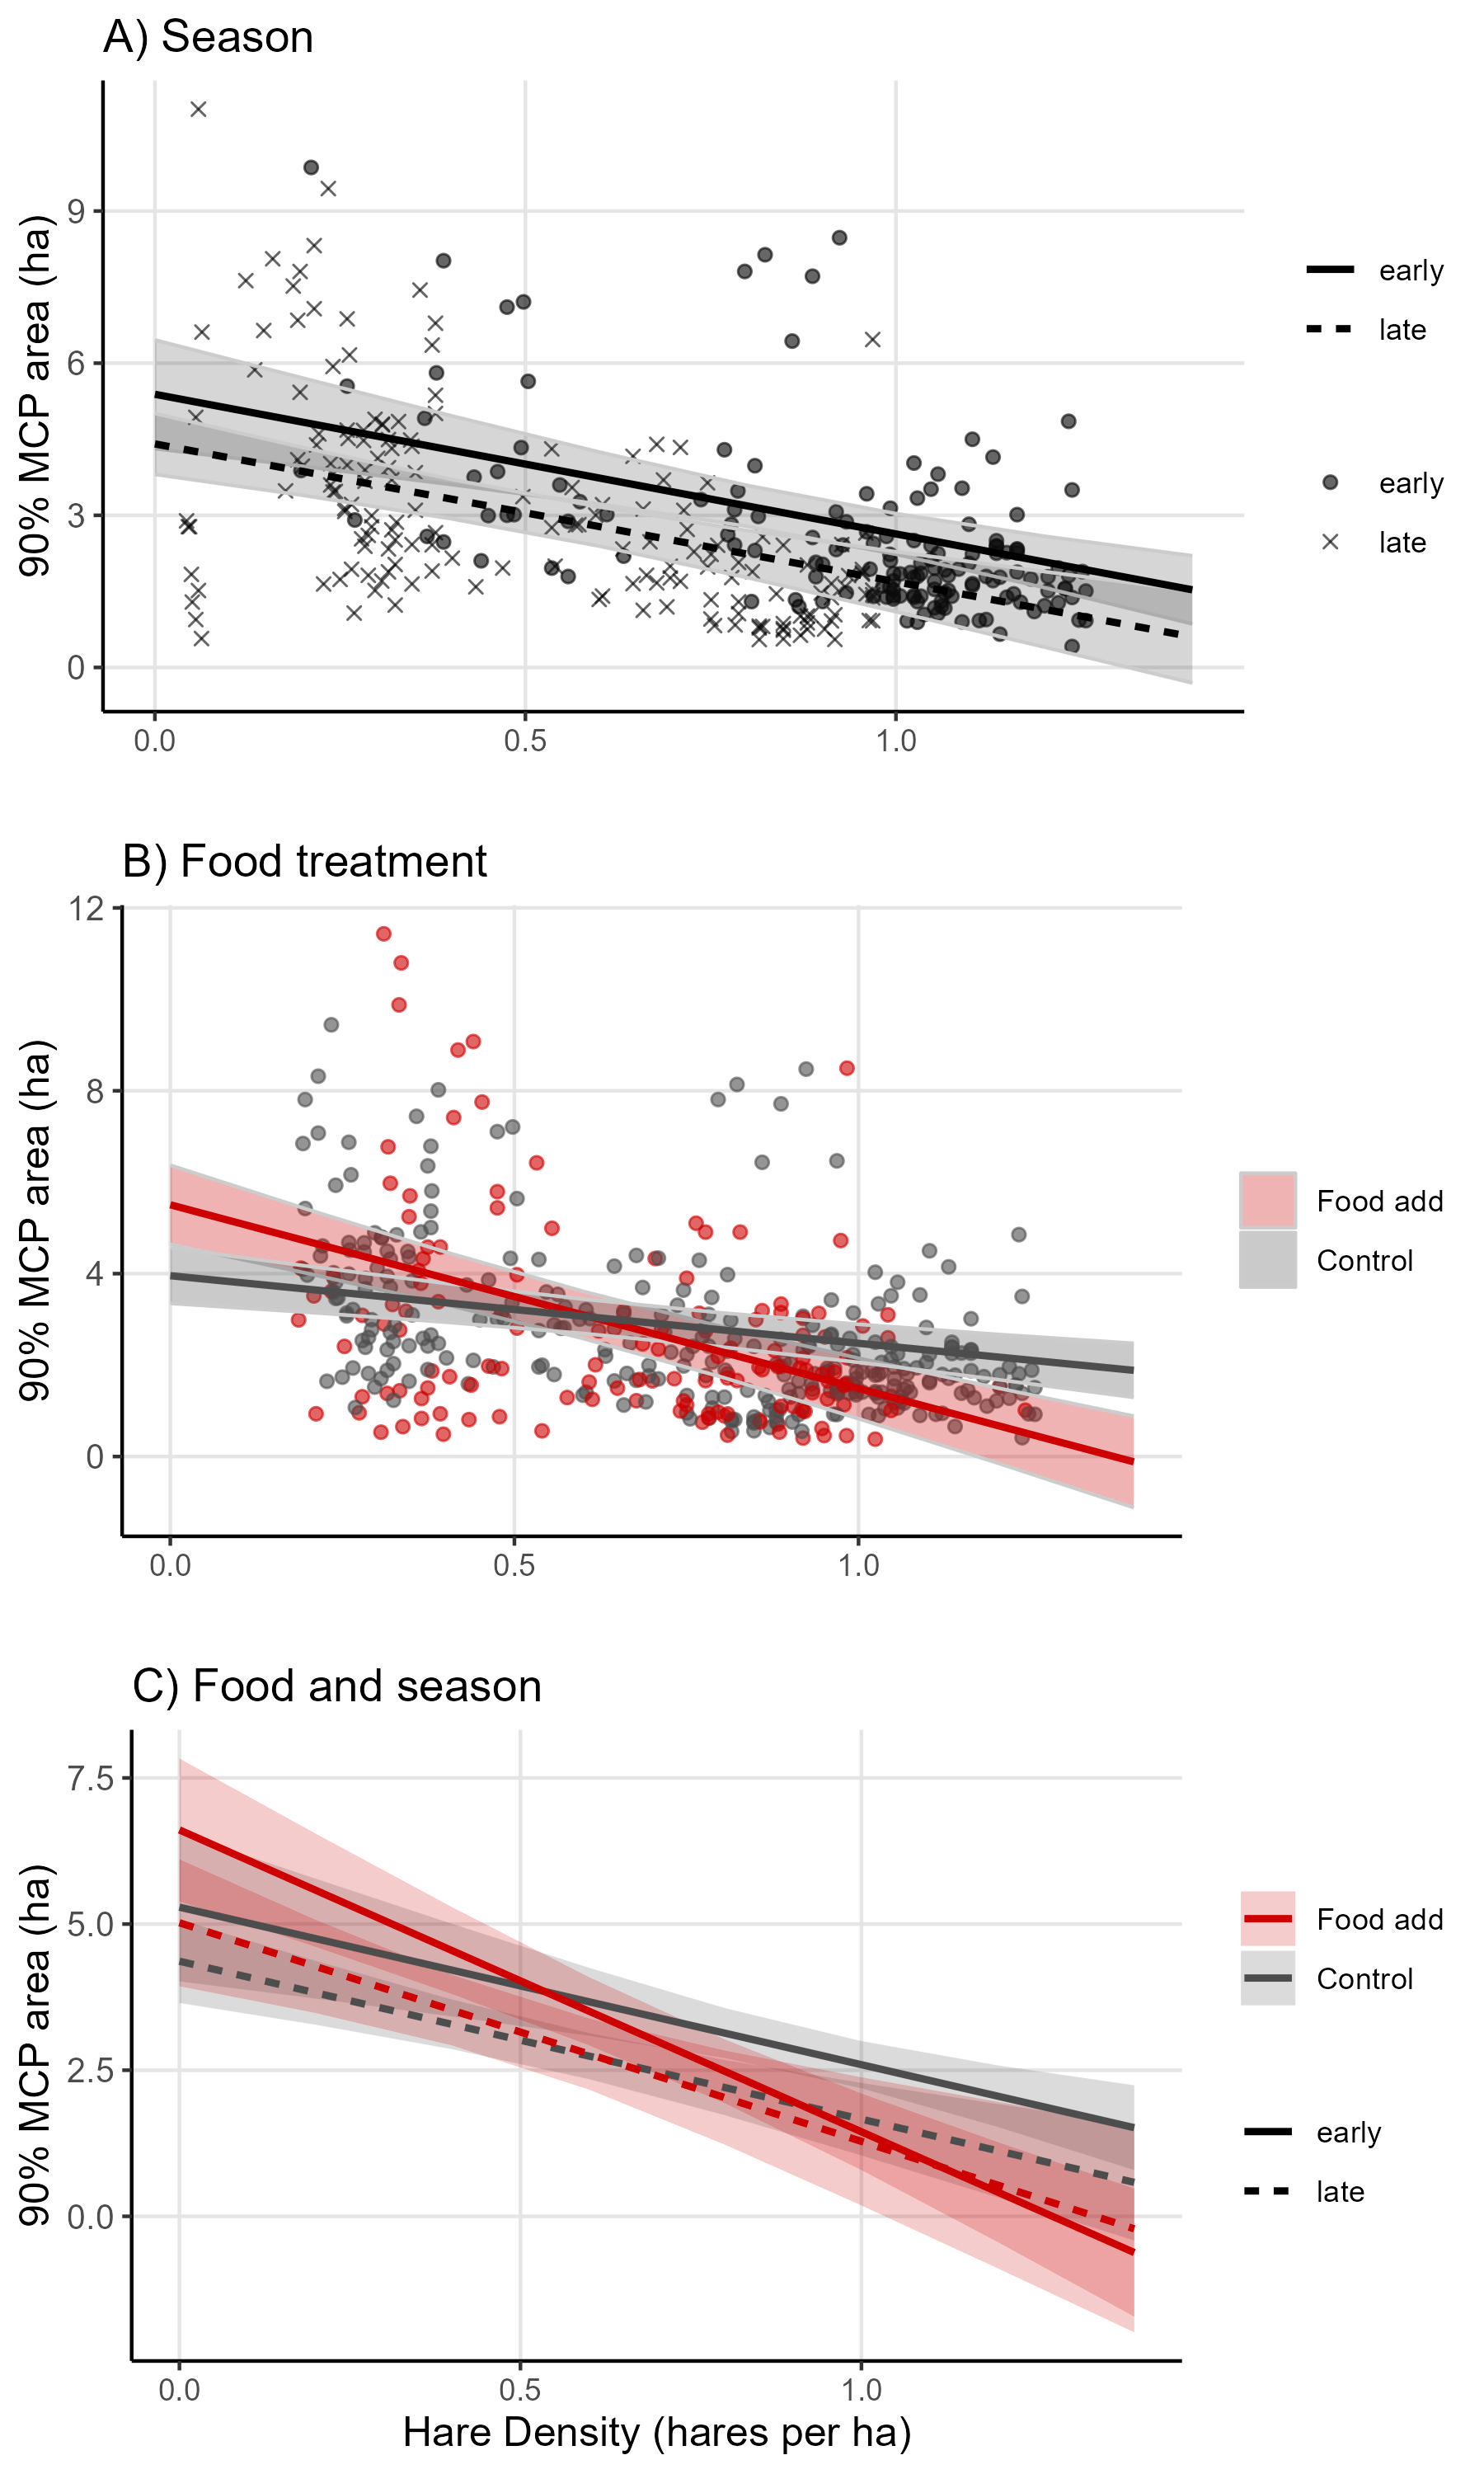 A) Season
90% MCP area (ha)
9
6
3
0
0.0 0.5 1.0
early
late
early
late
B) Food treatment
90% MCP area (ha)
12
8
4
0
0.0 0.5 1.0
Food add
Control
C) Food and season
90% MCP area (ha)
7.5
5.0
2.5
0.0
0.0 0.5 1.0
Hare Density (hares per ha)
Food add
Control
early
late